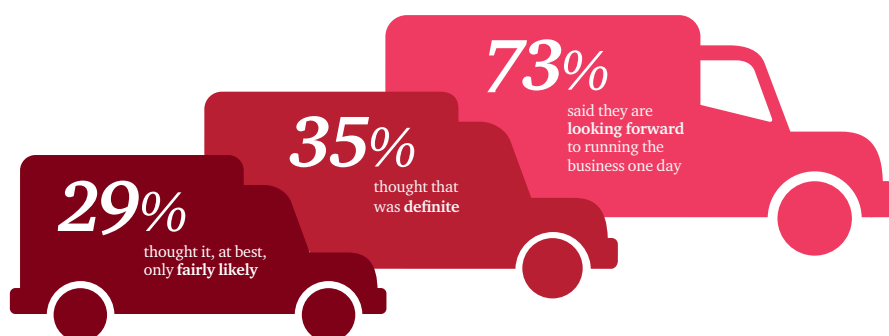 73%
said they are
looking forward
to running the
business one day
35%
thought that
was definite
29%
thought it, at best,
only fairly likely